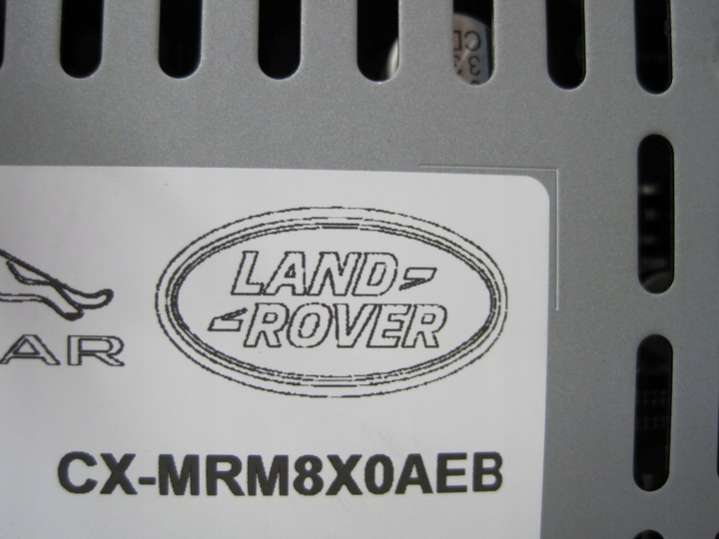 LAND-
-ROVER
AR
CX-MRM8X0AEB